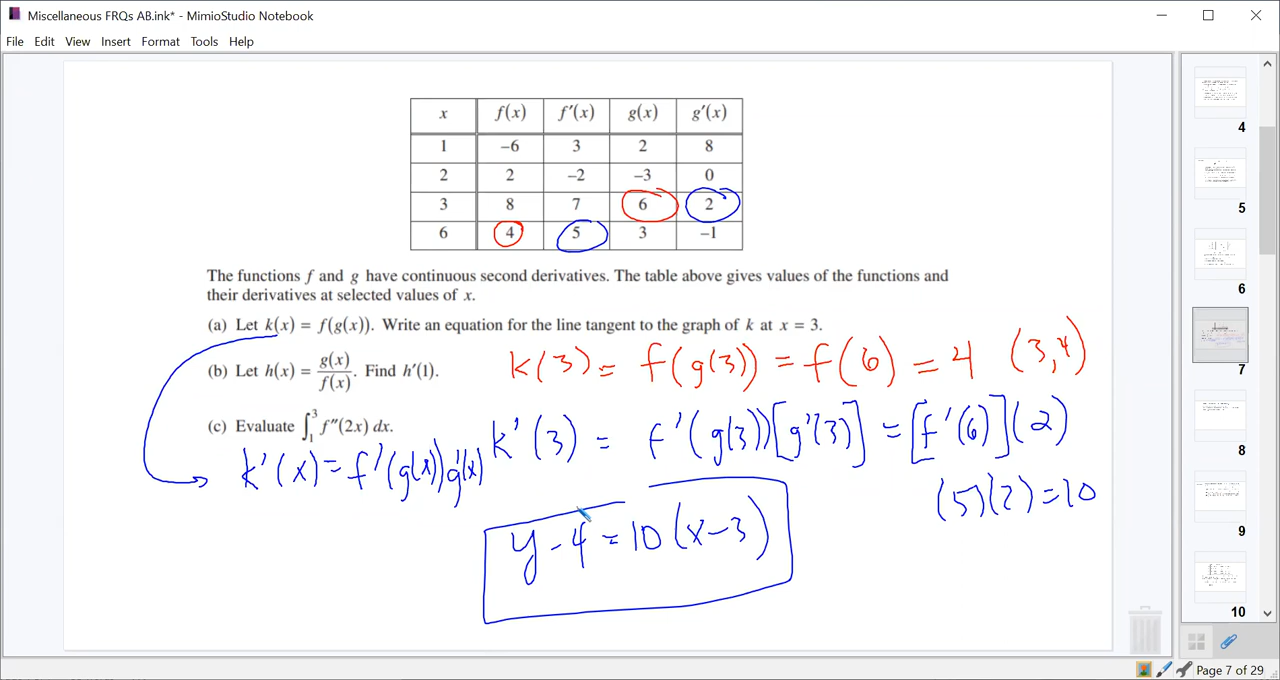 Miscellaneous FRQs AB.ink* - MimioStudio Notebook
File Edit View Insert Format Tools Help
x f(x) f′(x) g(x) g′(x)
1 −6 3 2 8
2 2 −2 −3 0
3 8 7 6 2
6 4 5 3 −1
The functions f and g have continuous second derivatives. The table above gives values of the functions and
their derivatives at selected values of x.
(a) Let k(x) = f(g(x)). Write an equation for the line tangent to the graph of k at x = 3.
(b) Let h(x) = g(x)/f(x). Find h′(1).
k(3) = f(g(3)) = f(6) = 4 (3,4)
(c) Evaluate ∫₁³ f″(2x) dx.
k'(3) = f'(g(3))[g'(3)] = [f'(6)](2)
k'(x) = f'(g(x))g'(x)
(5)(2) = 10
y - 4 = 10(x - 3)
4
5
6
7
8
9
10
Page 7 of 29